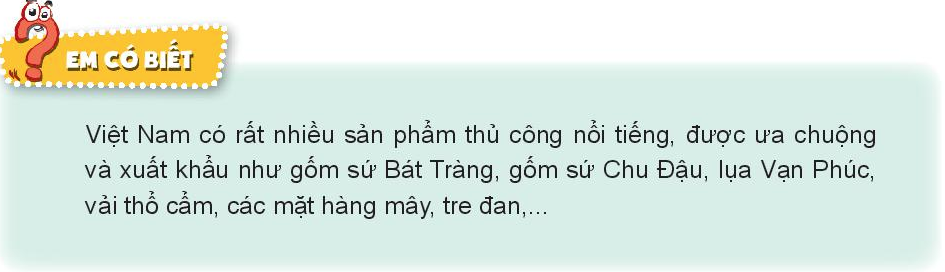 EM CÓ BIẾT
Việt Nam có rất nhiều sản phẩm thủ công nổi tiếng, được ưa chuộng
và xuất khẩu như gốm sứ Bát Tràng, gốm sứ Chu Đậu, lụa Vạn Phúc,
vải thổ cẩm, các mặt hàng mây, tre đan,...